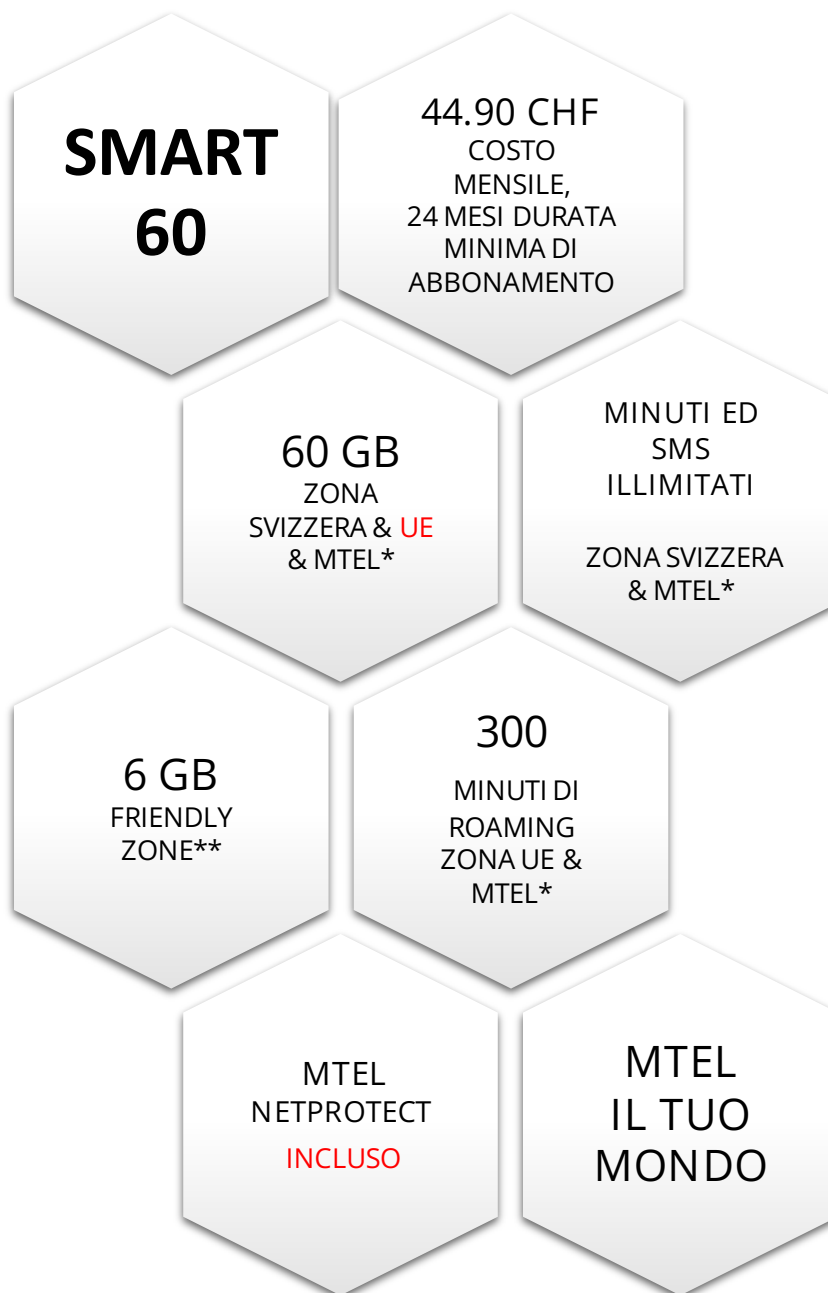 SMART
60
44.90 CHF
COSTO
MENSILE,
24 MESI DURATA
MINIMA DI
ABBONAMENTO
60 GB
ZONA
SVIZZERA & UE
& MTEL*
MINUTI ED
SMS
ILLIMITATI
ZONA SVIZZERA
& MTEL*
6 GB
FRIENDLY
ZONE**
300
MINUTI DI
ROAMING
ZONA UE &
MTEL*
MTEL
NETPROTECT
INCLUSO
MTEL
IL TUO
MONDO